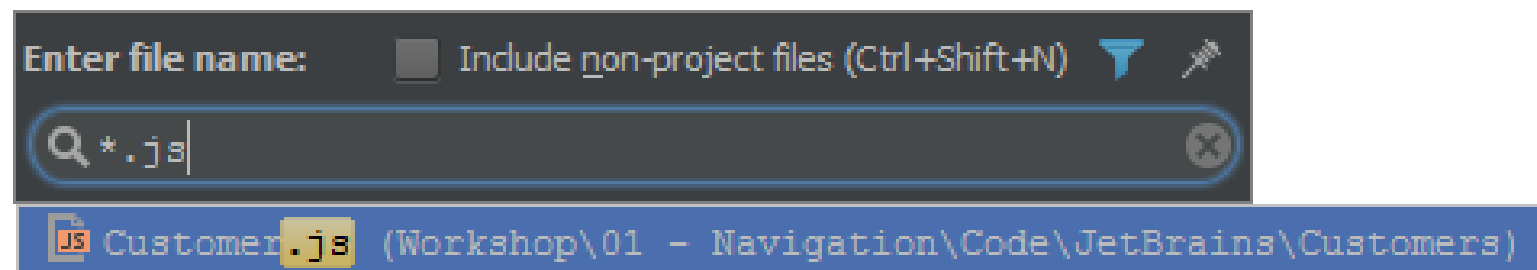 Enter file name: Include non-project files (Ctrl+Shift+N)
*.js
JS Customer.js (Workshop\01 - Navigation\Code\JetBrains\Customers)